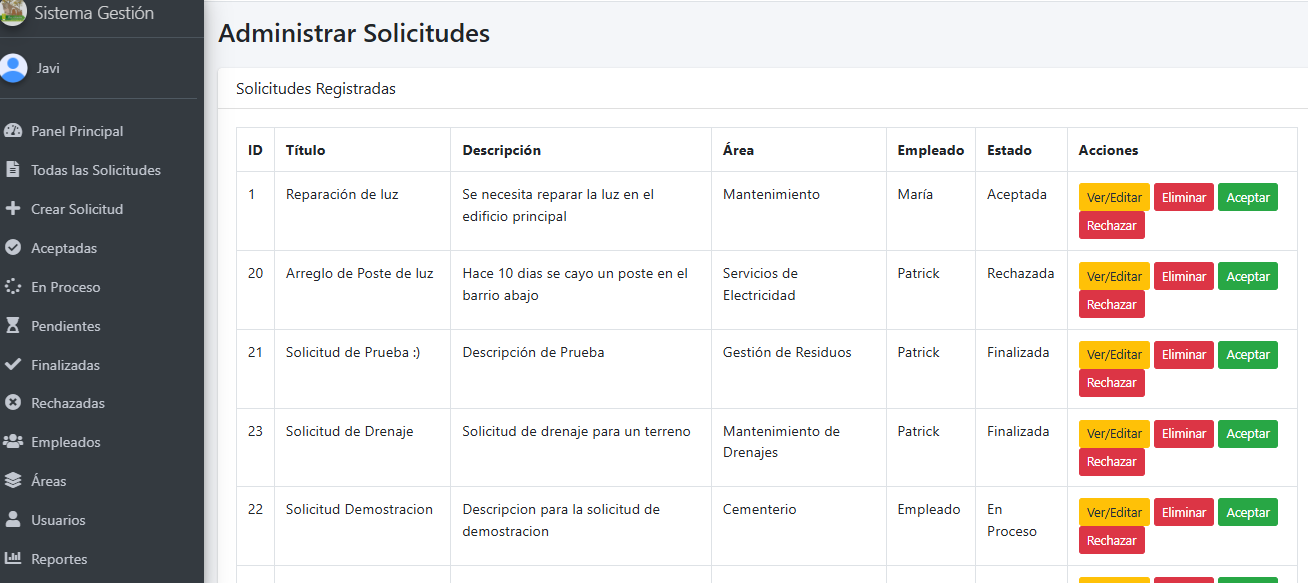 Sistema Gestión
Javi
Panel Principal
Todas las Solicitudes
Crear Solicitud
Aceptadas
En Proceso
Pendientes
Finalizadas
Rechazadas
Empleados
Áreas
Usuarios
Reportes
Administrar Solicitudes
Solicitudes Registradas
ID Título Descripción Área Empleado Estado Acciones
1 Reparación de luz Se necesita reparar la luz en el Mantenimiento María Aceptada Ver/Editar Eliminar Aceptar
edificio principal Rechazar
20 Arreglo de Poste de luz Hace 10 dias se cayo un poste en el Servicios de Patrick Rechazada Ver/Editar Eliminar Aceptar
barrio abajo Electricidad Rechazar
21 Solicitud de Prueba :) Descripción de Prueba Gestión de Residuos Patrick Finalizada Ver/Editar Eliminar Aceptar
Rechazar
23 Solicitud de Drenaje Solicitud de drenaje para un terreno Mantenimiento de Patrick Finalizada Ver/Editar Eliminar Aceptar
Drenajes Rechazar
22 Solicitud Demostracion Descripcion para la solicitud de Cementerio Empleado En Ver/Editar Eliminar Aceptar
demostracion Proceso Rechazar